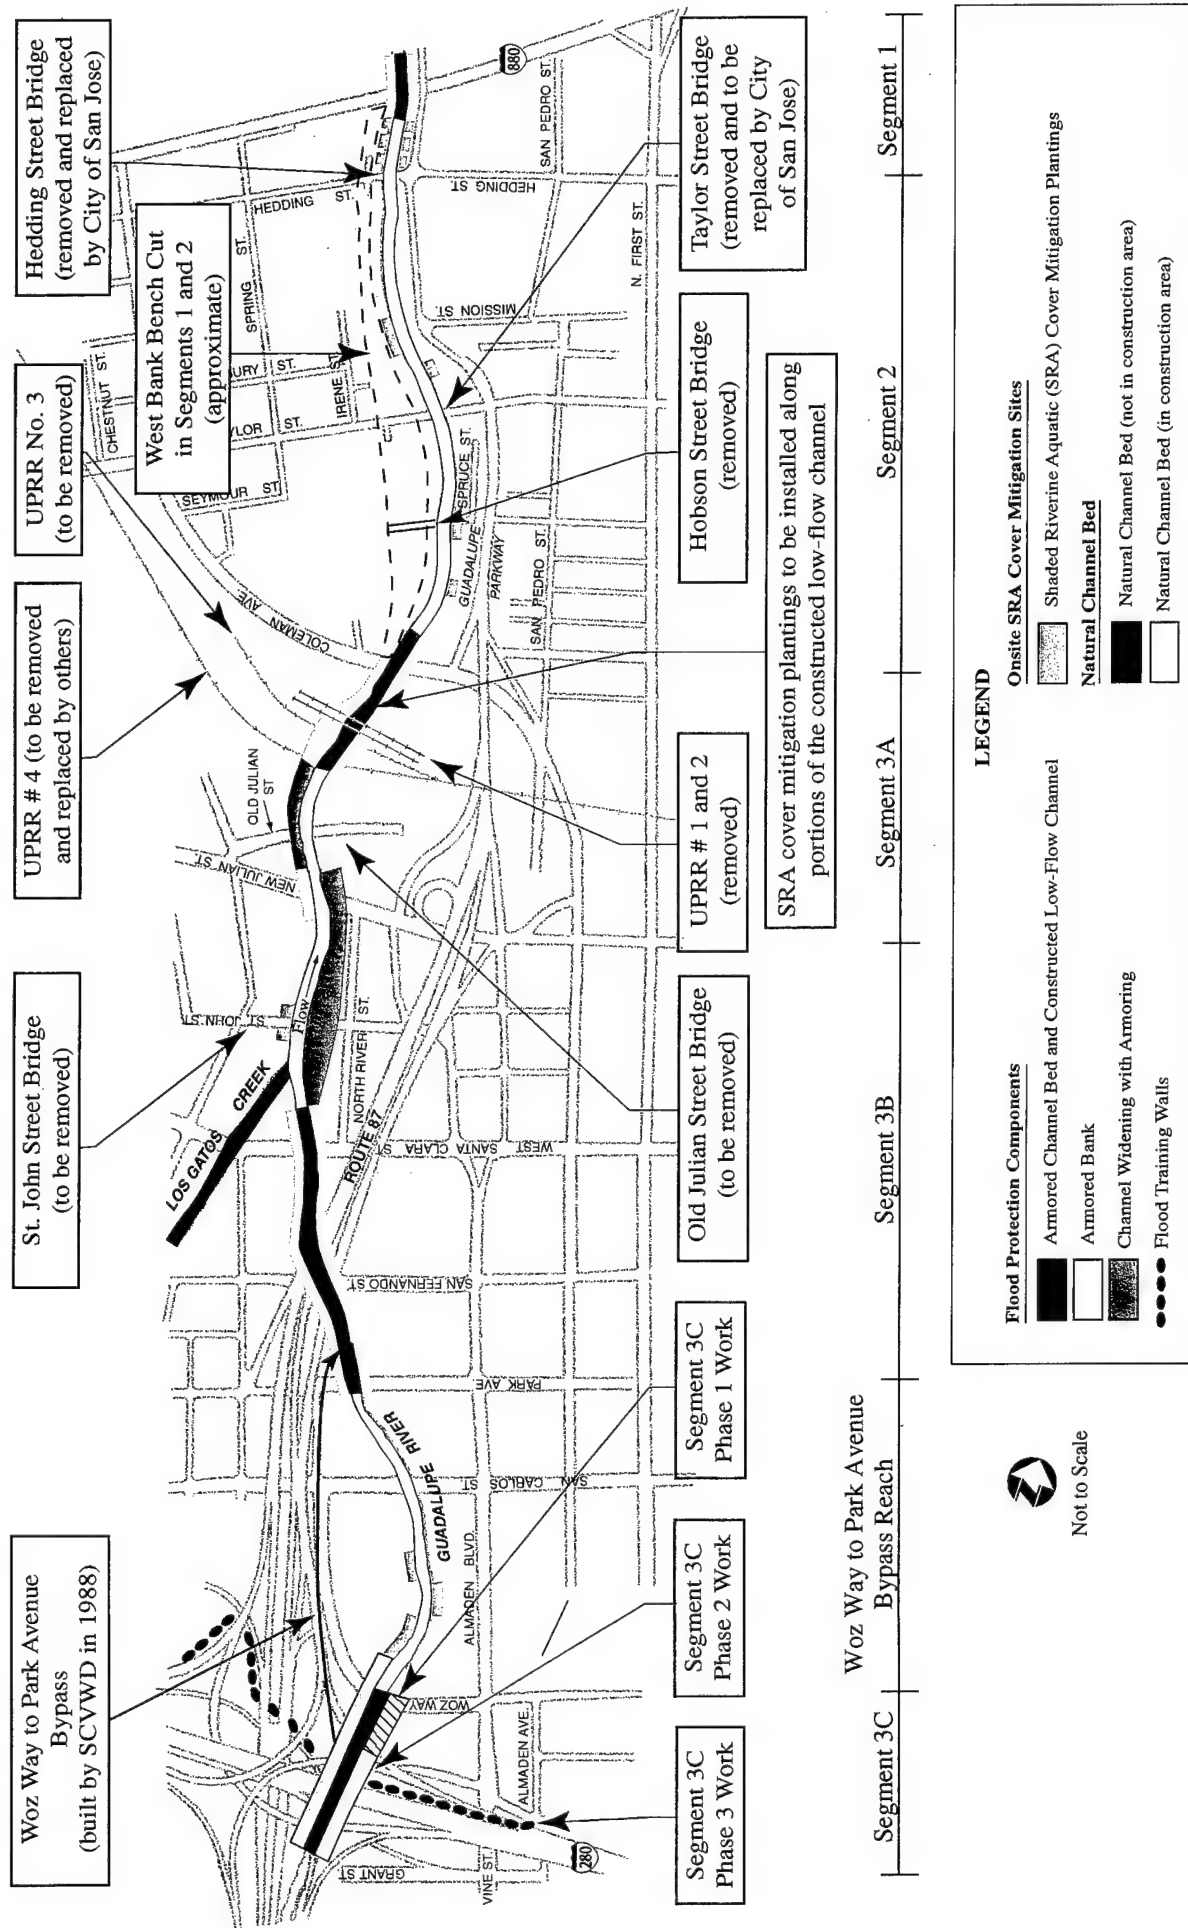 Woz Way to Park Avenue
Bypass
(built by SCVWD in 1988)
St. John Street Bridge
(to be removed)
UPRR # 4 (to be removed
and replaced by others)
UPRR No. 3
(to be removed)
West Bank Bench Cut
in Segments 1 and 2
(approximate)
Hedding Street Bridge
(removed and replaced
by City of San Jose)
CHESTNUT ST.
SPRING ST.
HEDDING ST.
URY ST.
IRENE ST.
YLOR ST.
SEYMOUR ST.
COLEMAN AVE
OLD JULIAN
ST
NEW JULIAN ST.
ST. JOHN ST.
LOS GATOS CREEK
Flow
NORTH RIVER ST.
ROUTE 87
WEST SANTA CLARA ST.
SAN FERNANDO ST.
PARK AVE
SAN CARLOS ST.
GUADALUPE RIVER
ALMADEN BLVD.
WOZ WAY
ALMADEN AVE.
VINE ST.
GRANT ST.
280
GUADALUPE
PARKWAY
SPRUCE ST.
SAN PEDRO ST.
MISSION ST.
HEDDING ST.
N. FIRST ST.
SAN PEDRO ST.
880
Segment 3C
Phase 3 Work
Segment 3C
Phase 2 Work
Segment 3C
Phase 1 Work
Old Julian Street Bridge
(to be removed)
UPRR # 1 and 2
(removed)
Hobson Street Bridge
(removed)
Taylor Street Bridge
(removed and to be
replaced by City
of San Jose)
SRA cover mitigation plantings to be installed along
portions of the constructed low-flow channel
Segment 3C
Woz Way to Park Avenue
Bypass Reach
Segment 3B
Segment 3A
Segment 2
Segment 1
Not to Scale
LEGEND
Flood Protection Components
Armored Channel Bed and Constructed Low-Flow Channel
Armored Bank
Channel Widening with Armoring
Flood Training Walls
Onsite SRA Cover Mitigation Sites
Shaded Riverine Aquatic (SRA) Cover Mitigation Plantings
Natural Channel Bed
Natural Channel Bed (not in construction area)
Natural Channel Bed (in construction area)